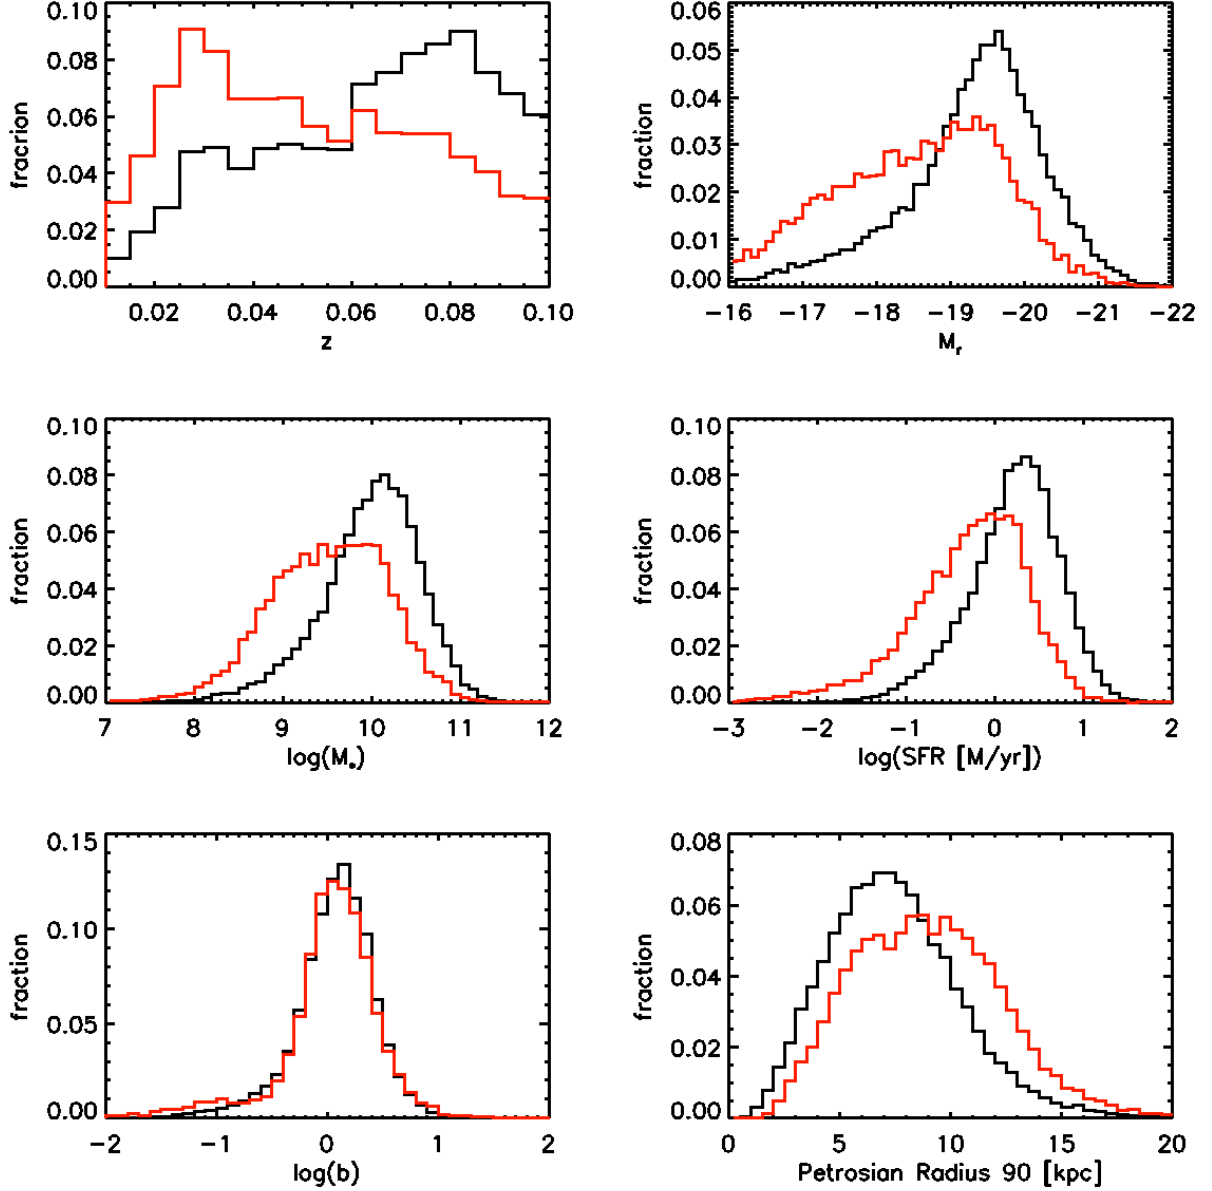 0.10
0.08
0.06
0.04
0.02
0.00
fracrion
0.02 0.04 0.06 0.08 0.10
z
0.06
0.05
0.04
0.03
0.02
0.01
0.00
fraction
−16 −17 −18 −19 −20 −21 −22
Mr
0.10
0.08
0.06
0.04
0.02
0.00
fraction
7 8 9 10 11 12
log(M*)
0.10
0.08
0.06
0.04
0.02
0.00
fraction
−3 −2 −1 0 1 2
log(SFR [M/yr])
0.15
0.10
0.05
0.00
fraction
−2 −1 0 1 2
log(b)
0.08
0.06
0.04
0.02
0.00
fraction
0 5 10 15 20
Petrosian Radius 90 [kpc]